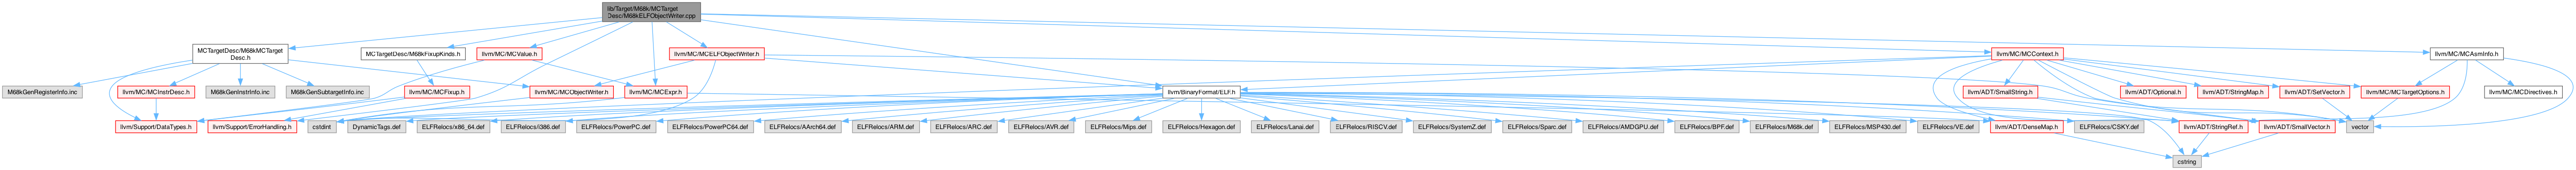 lib/Target/M68k/MCTarget
Desc/M68kELFObjectWriter.cpp
MCTargetDesc/M68kMCTarget
Desc.h
MCTargetDesc/M68kFixupKinds.h
llvm/MC/MCValue.h
llvm/MC/MCELFObjectWriter.h
llvm/MC/MCContext.h
llvm/MC/MCAsmInfo.h
M68kGenRegisterInfo.inc
llvm/MC/MCInstrDesc.h
M68kGenInstrInfo.inc
M68kGenSubtargetInfo.inc
llvm/MC/MCFixup.h
llvm/MC/MCObjectWriter.h
llvm/MC/MCExpr.h
llvm/BinaryFormat/ELF.h
llvm/ADT/SmallString.h
llvm/ADT/Optional.h
llvm/ADT/StringMap.h
llvm/ADT/SetVector.h
llvm/MC/MCTargetOptions.h
llvm/MC/MCDirectives.h
llvm/Support/DataTypes.h
llvm/Support/ErrorHandling.h
cstdint
DynamicTags.def
ELFRelocs/x86_64.def
ELFRelocs/i386.def
ELFRelocs/PowerPC.def
ELFRelocs/PowerPC64.def
ELFRelocs/AArch64.def
ELFRelocs/ARM.def
ELFRelocs/ARC.def
ELFRelocs/AVR.def
ELFRelocs/Mips.def
ELFRelocs/Hexagon.def
ELFRelocs/Lanai.def
ELFRelocs/RISCV.def
ELFRelocs/SystemZ.def
ELFRelocs/Sparc.def
ELFRelocs/AMDGPU.def
ELFRelocs/BPF.def
ELFRelocs/M68k.def
ELFRelocs/MSP430.def
ELFRelocs/VE.def
llvm/ADT/DenseMap.h
ELFRelocs/CSKY.def
llvm/ADT/StringRef.h
llvm/ADT/SmallVector.h
vector
cstring